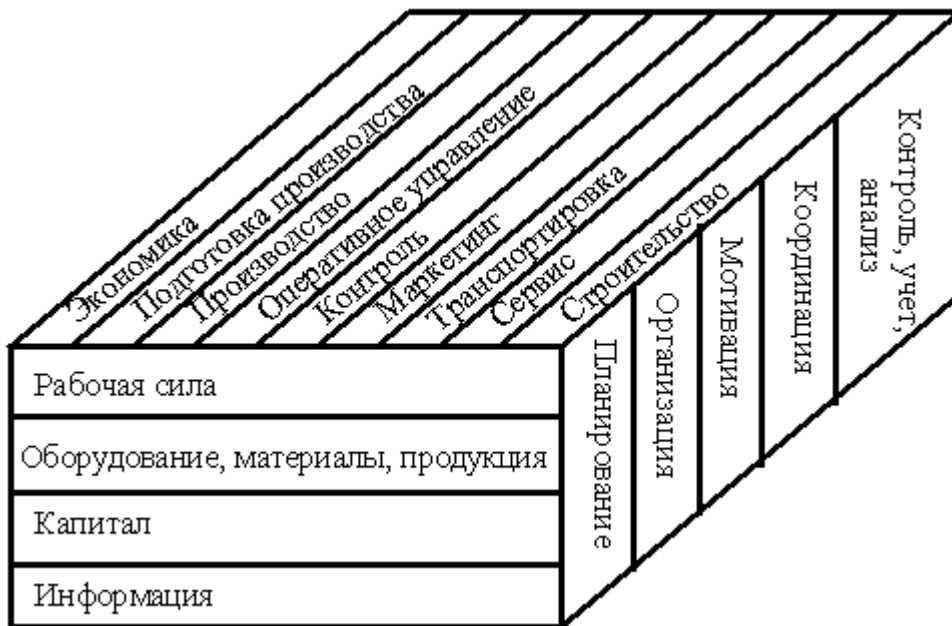 Экономика
Подготовка производства
Производство
Оперативное управление
Контроль
Маркетинг
Транспортировка
Сервис
Строительство
Рабочая сила
Оборудование, материалы, продукция
Капитал
Информация
Планирование
Организация
Мотивация
Координация
Контроль, учет,
анализ